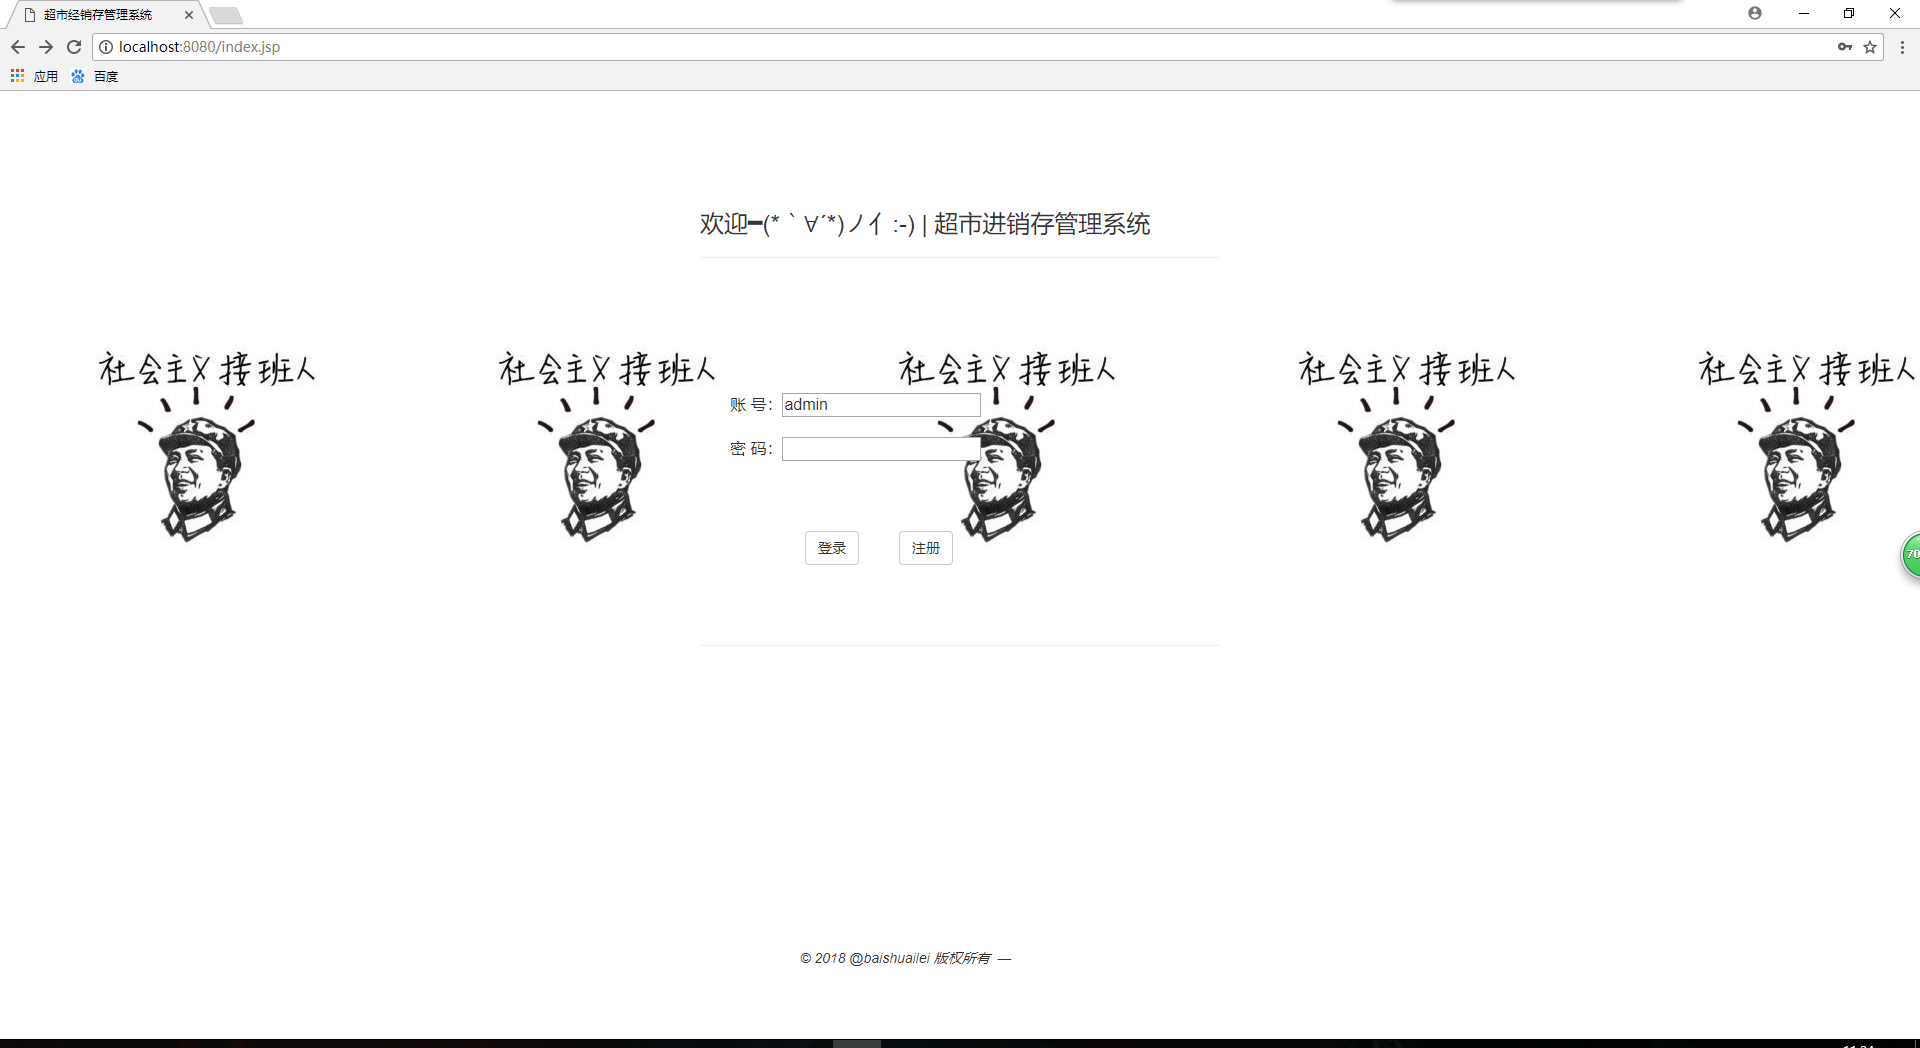 超市经销存管理系统
localhost:8080/index.jsp
应用 百度
欢迎━(*｀∀´*)ノ亻:-) | 超市进销存管理系统
社会主义接班人 社会主义接班人 社会主义接班人 社会主义接班人 社会主义接班人
账 号： admin
密 码：
登录 注册
70
© 2018 @baishuailei 版权所有 —